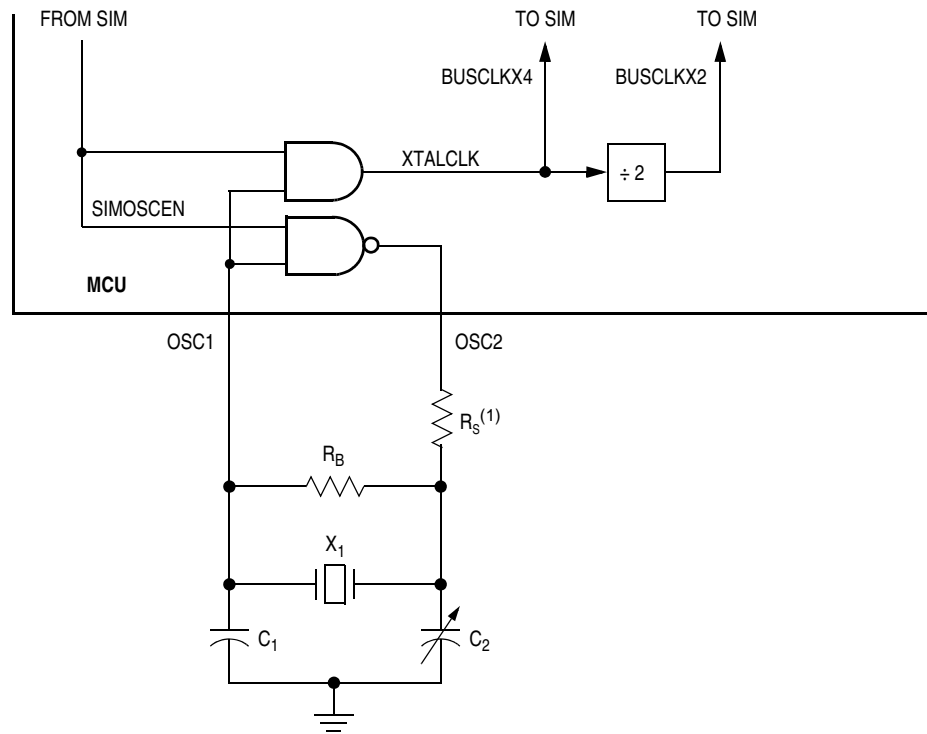 FROM SIM
TO SIM
TO SIM
BUSCLKX4
BUSCLKX2
XTALCLK
÷ 2
SIMOSCEN
MCU
OSC1
OSC2
RS(1)
RB
X1
C1
C2